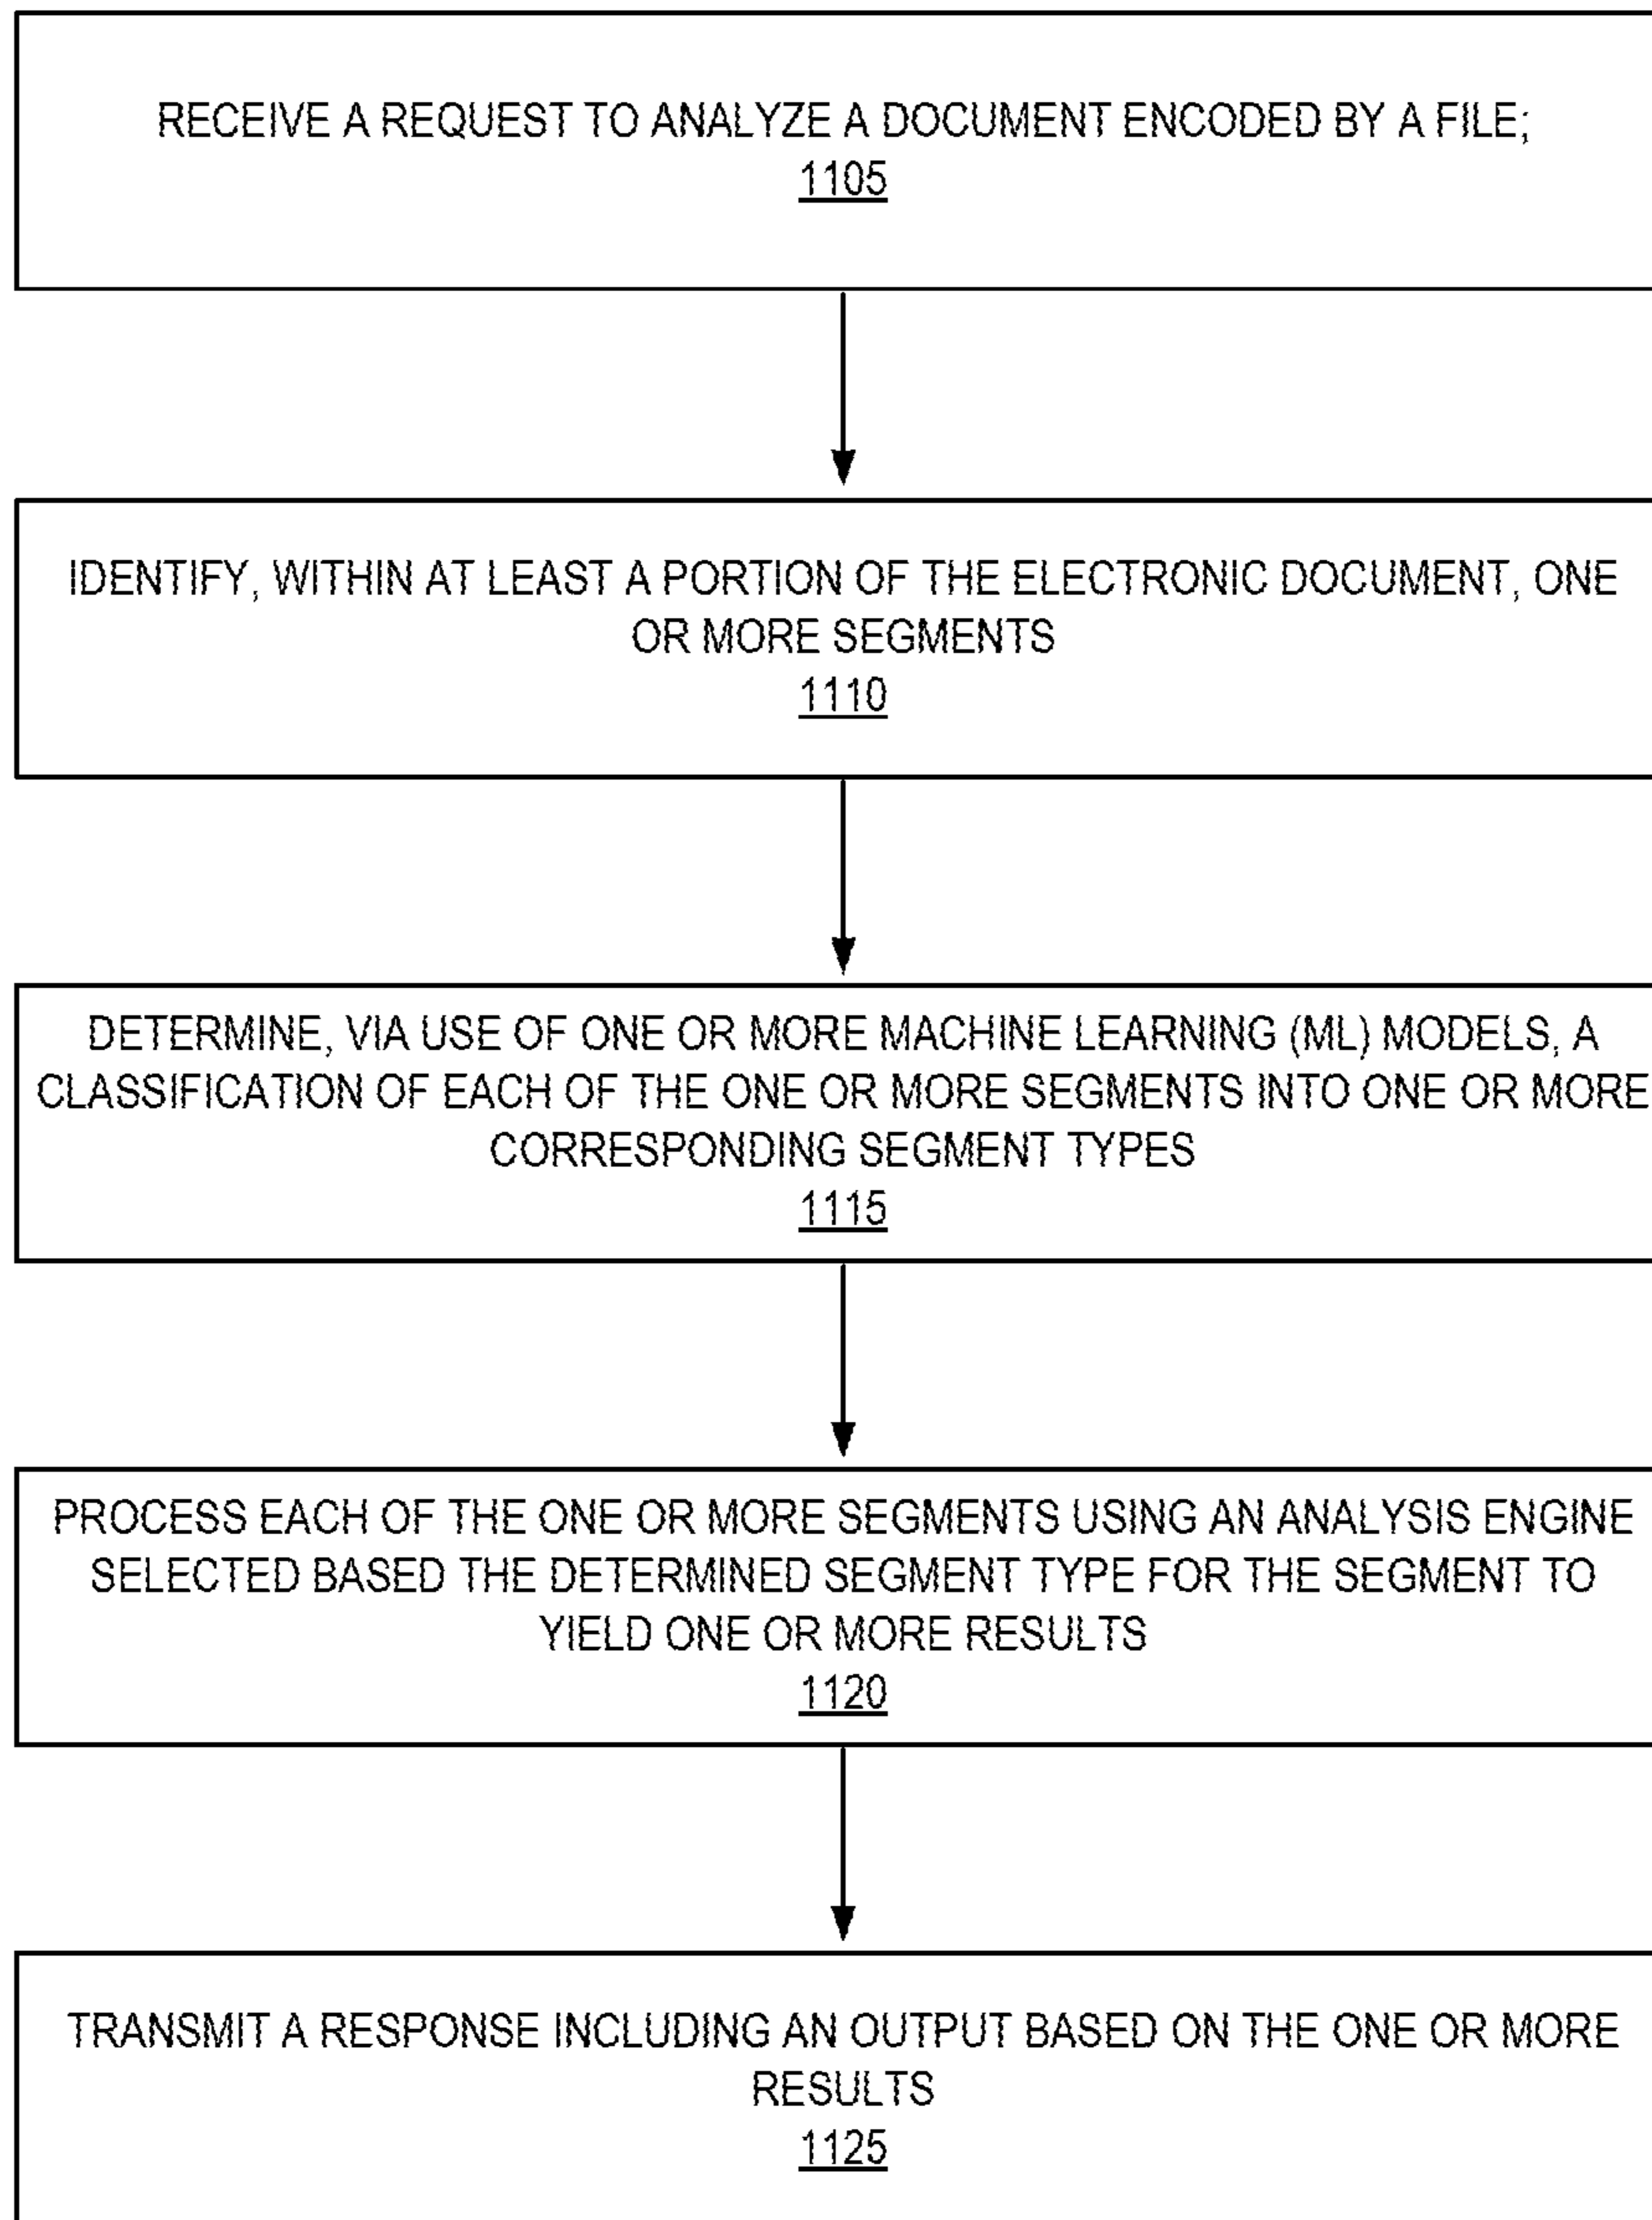 RECEIVE A REQUEST TO ANALYZE A DOCUMENT ENCODED BY A FILE;
1105
IDENTIFY, WITHIN AT LEAST A PORTION OF THE ELECTRONIC DOCUMENT, ONE
OR MORE SEGMENTS
1110
DETERMINE, VIA USE OF ONE OR MORE MACHINE LEARNING (ML) MODELS, A
CLASSIFICATION OF EACH OF THE ONE OR MORE SEGMENTS INTO ONE OR MORE
CORRESPONDING SEGMENT TYPES
1115
PROCESS EACH OF THE ONE OR MORE SEGMENTS USING AN ANALYSIS ENGINE
SELECTED BASED THE DETERMINED SEGMENT TYPE FOR THE SEGMENT TO
YIELD ONE OR MORE RESULTS
1120
TRANSMIT A RESPONSE INCLUDING AN OUTPUT BASED ON THE ONE OR MORE
RESULTS
1125